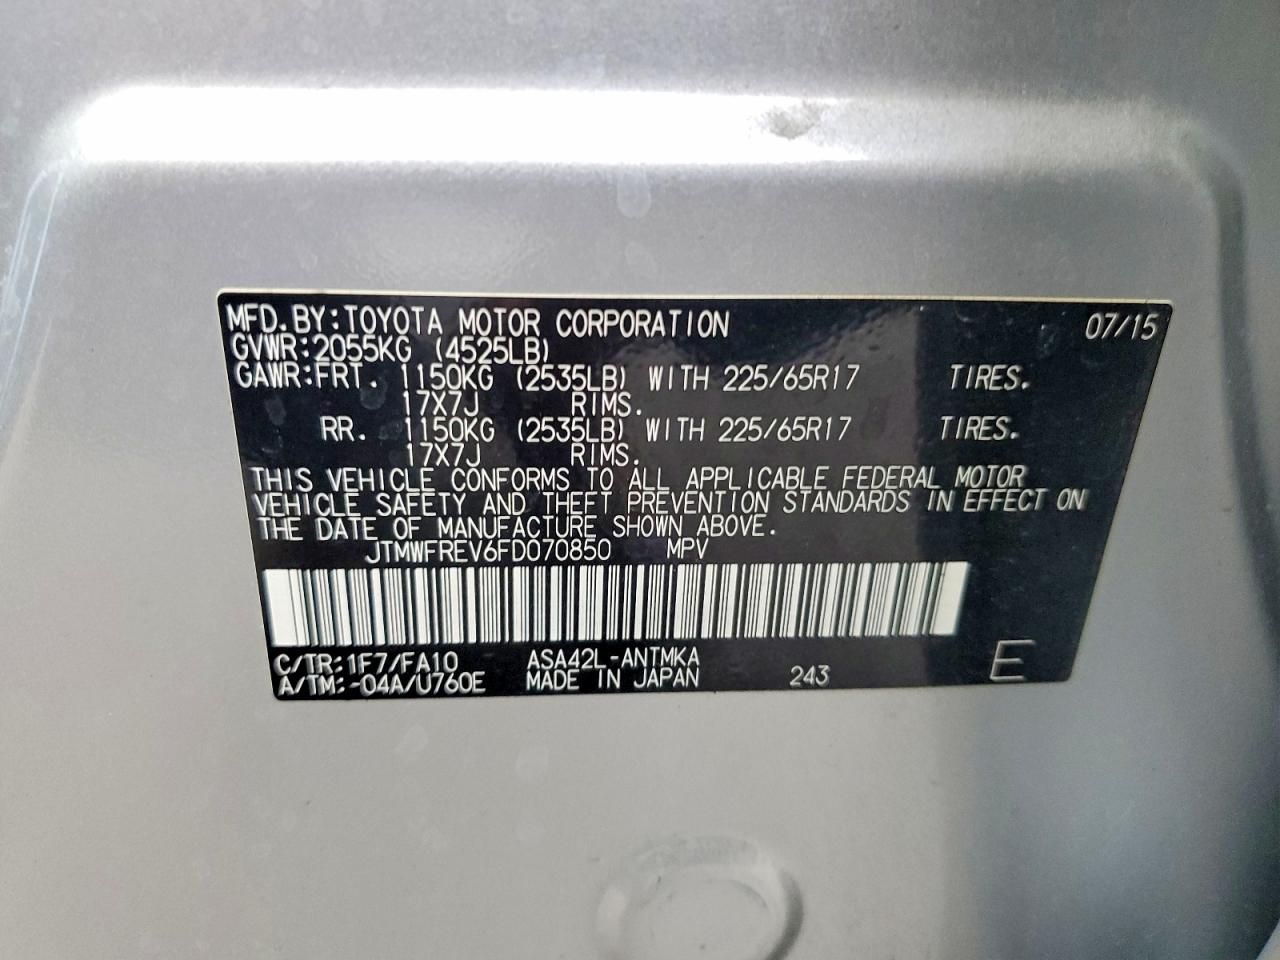 MFD. BY: TOYOTA MOTOR CORPORATION 07/15
GVWR: 2055KG (4525LB)
GAWR: FRT. 1150KG (2535LB) WITH 225/65R17 TIRES.
17X7J RIMS.
RR. 1150KG (2535LB) WITH 225/65R17 TIRES.
17X7J RIMS.
THIS VEHICLE CONFORMS TO ALL APPLICABLE FEDERAL MOTOR
VEHICLE SAFETY AND THEFT PREVENTION STANDARDS IN EFFECT ON
THE DATE OF MANUFACTURE SHOWN ABOVE.
JTMWFREV6FD070850 MPV
C/TR: 1F7/FA10 ASA42L-ANTMKA
A/TM: -04A/U760E MADE IN JAPAN 243 E